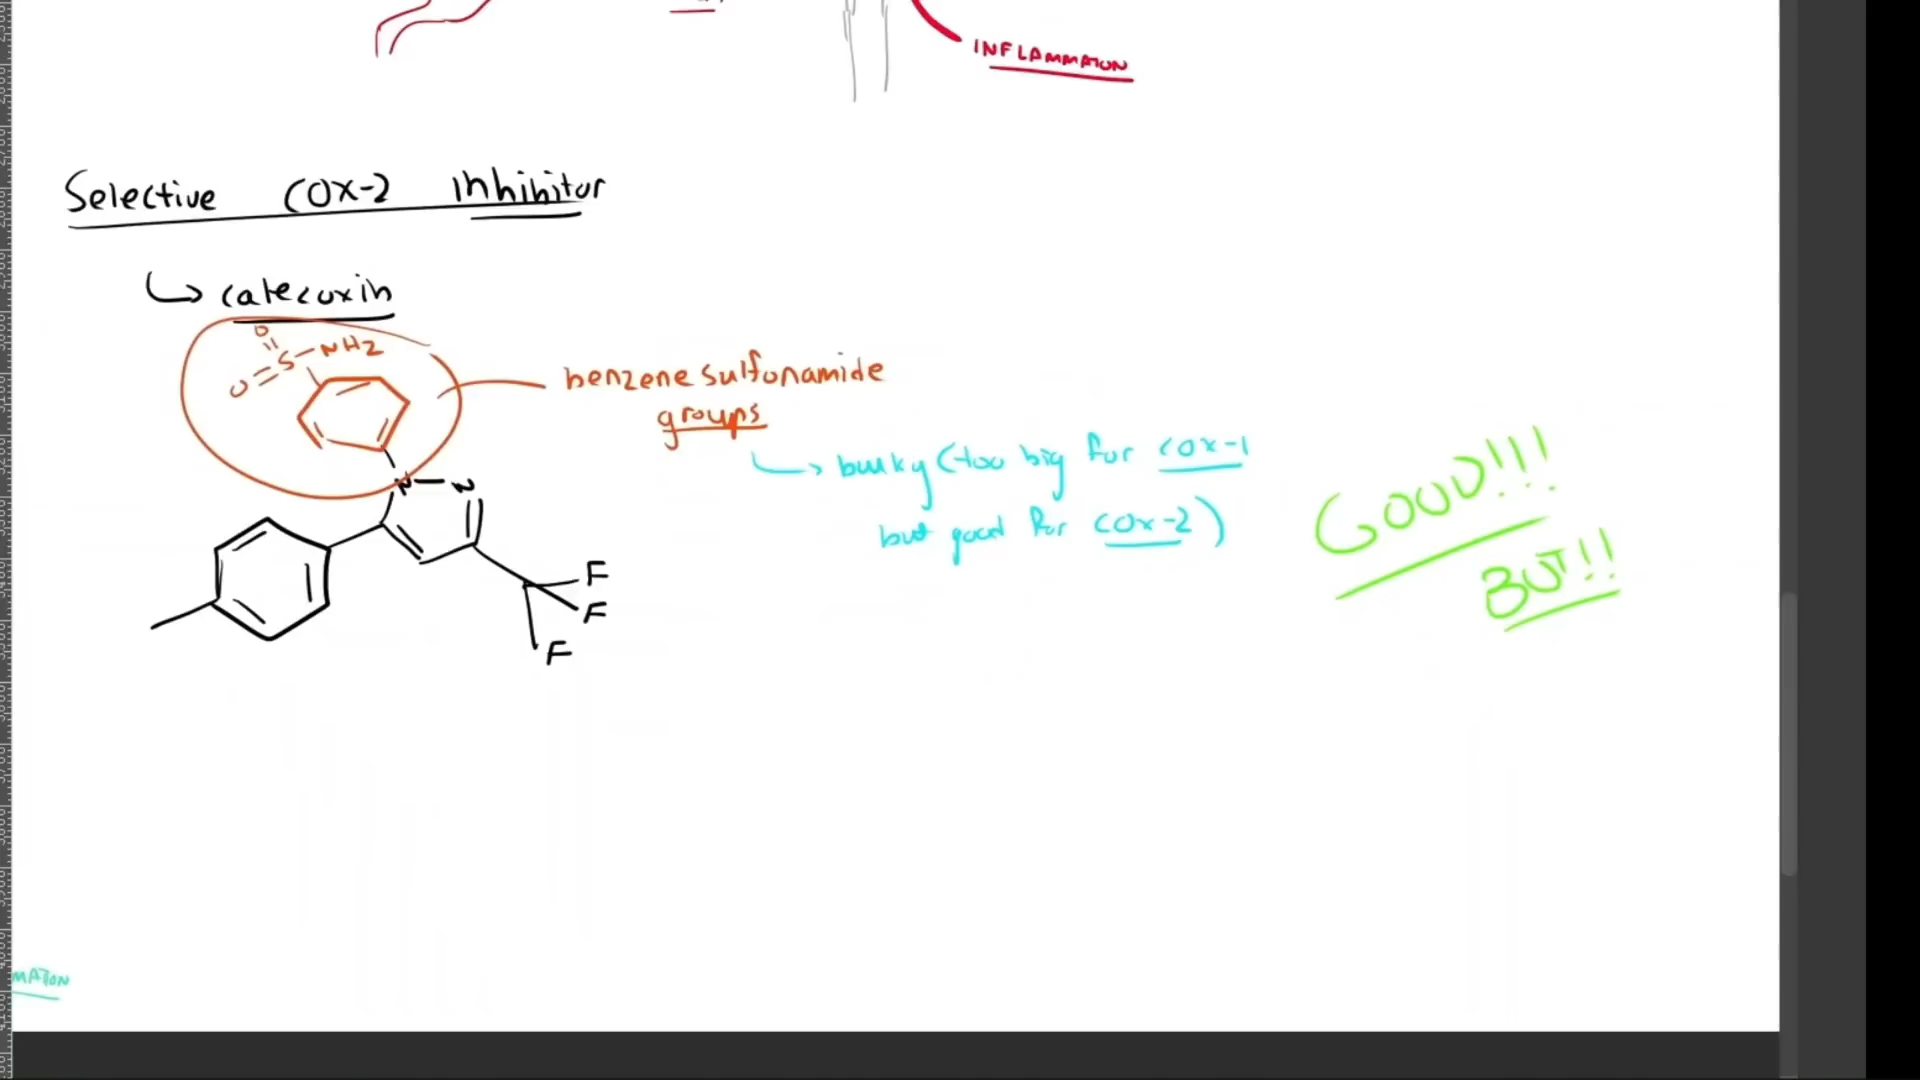 INFLAMMATION
Selective COX-2 inhibitor
↳ celecoxib
O
O S NH2
benzene sulfonamide
groups
↳ bulky (too big for COX-1
but good for COX-2)
GOOD!!!
BUT!!
N N
F
F
F
MATION